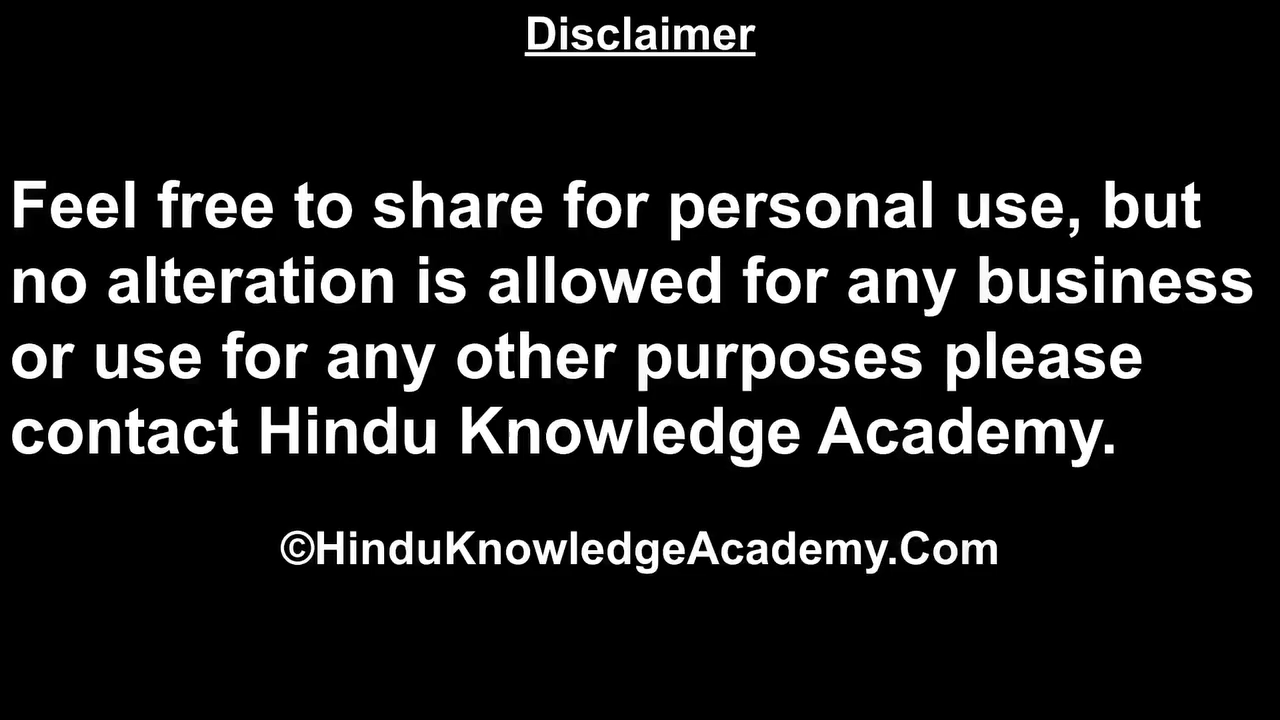 Disclaimer
Feel free to share for personal use, but
no alteration is allowed for any business
or use for any other purposes please
contact Hindu Knowledge Academy.
©HinduKnowledgeAcademy.Com